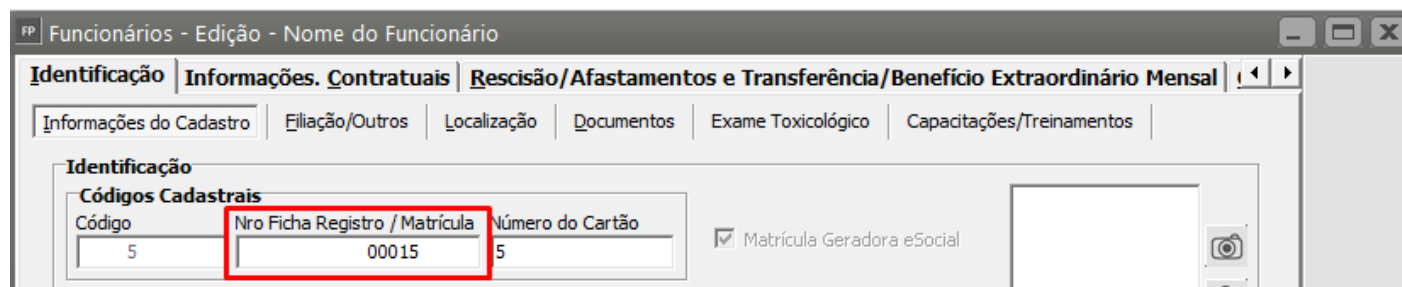 FP Funcionários - Edição - Nome do Funcionário
Identificação Informações. Contratuais Rescisão/Afastamentos e Transferência/Benefício Extraordinário Mensal
Informações do Cadastro Filiação/Outros Localização Documentos Exame Toxicológico Capacitações/Treinamentos
Identificação
Códigos Cadastrais
Código Nro Ficha Registro / Matrícula Número do Cartão
5 00015 5
Matrícula Geradora eSocial